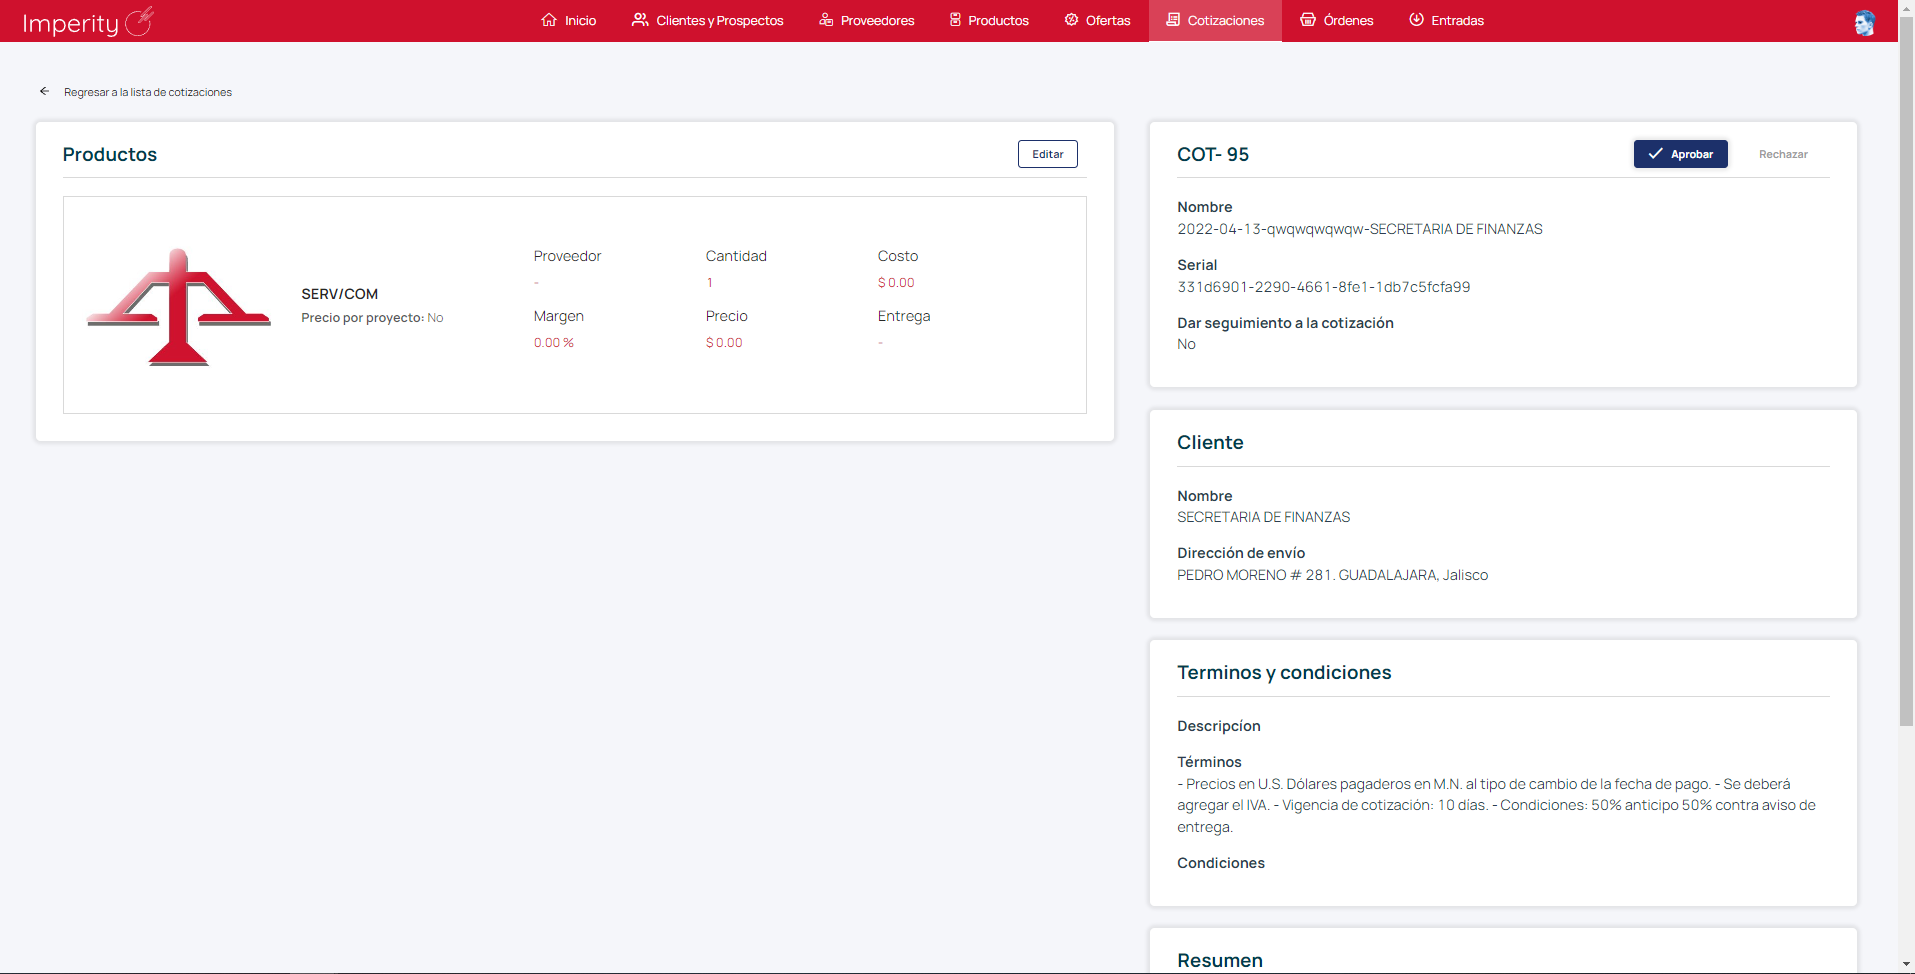 Imperity
Inicio
Clientes y Prospectos
Proveedores
Productos
Ofertas
Cotizaciones
Órdenes
Entradas
Regresar a la lista de cotizaciones
Productos
Editar
SERV/COM
Precio por proyecto: No
Proveedor
-
Cantidad
1
Costo
$ 0.00
Margen
0.00 %
Precio
$ 0.00
Entrega
-
COT- 95
Aprobar
Rechazar
Nombre
2022-04-13-qwqwqwqwqw-SECRETARIA DE FINANZAS
Serial
331d6901-2290-4661-8fe1-1db7c5fcfa99
Dar seguimiento a la cotización
No
Cliente
Nombre
SECRETARIA DE FINANZAS
Dirección de envío
PEDRO MORENO # 281. GUADALAJARA, Jalisco
Terminos y condiciones
Descripcíon
Términos
- Precios en U.S. Dólares pagaderos en M.N. al tipo de cambio de la fecha de pago. - Se deberá
agregar el IVA. - Vigencia de cotización: 10 días. - Condiciones: 50% anticipo 50% contra aviso de
entrega.
Condiciones
Resumen